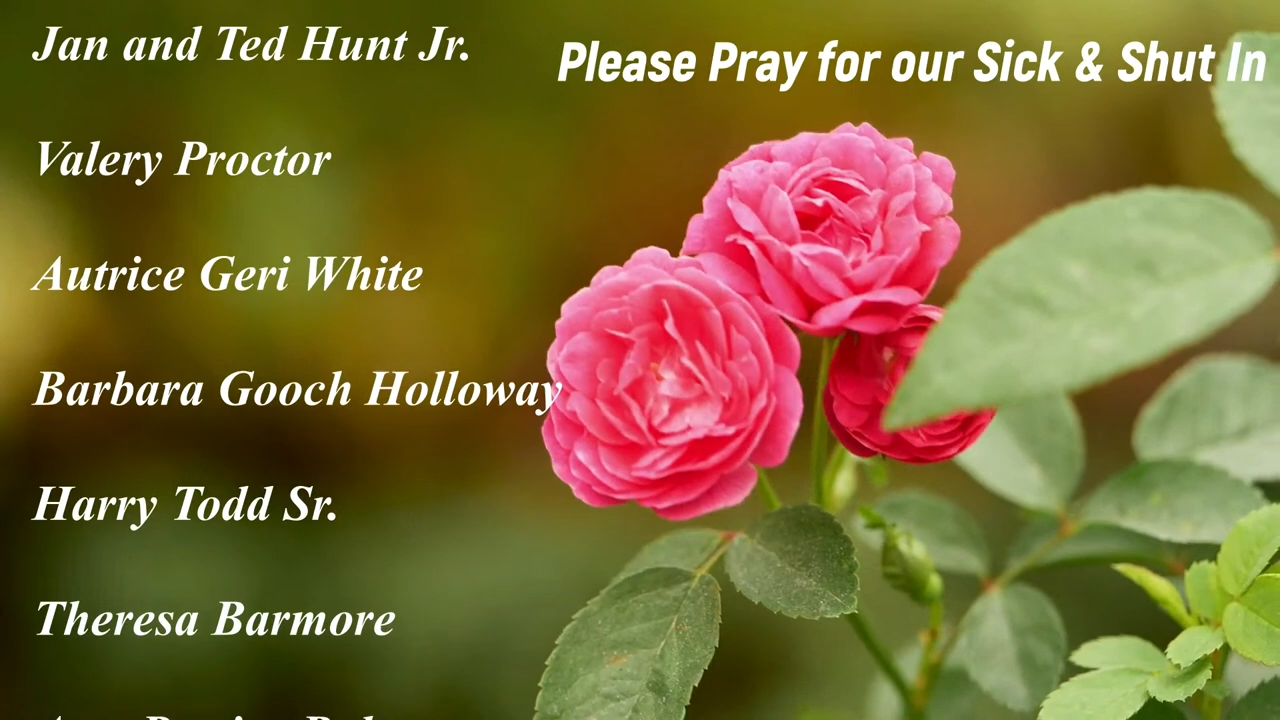 Jan and Ted Hunt Jr.
Please Pray for our Sick & Shut In
Valery Proctor
Autrice Geri White
Barbara Gooch Holloway
Harry Todd Sr.
Theresa Barmore